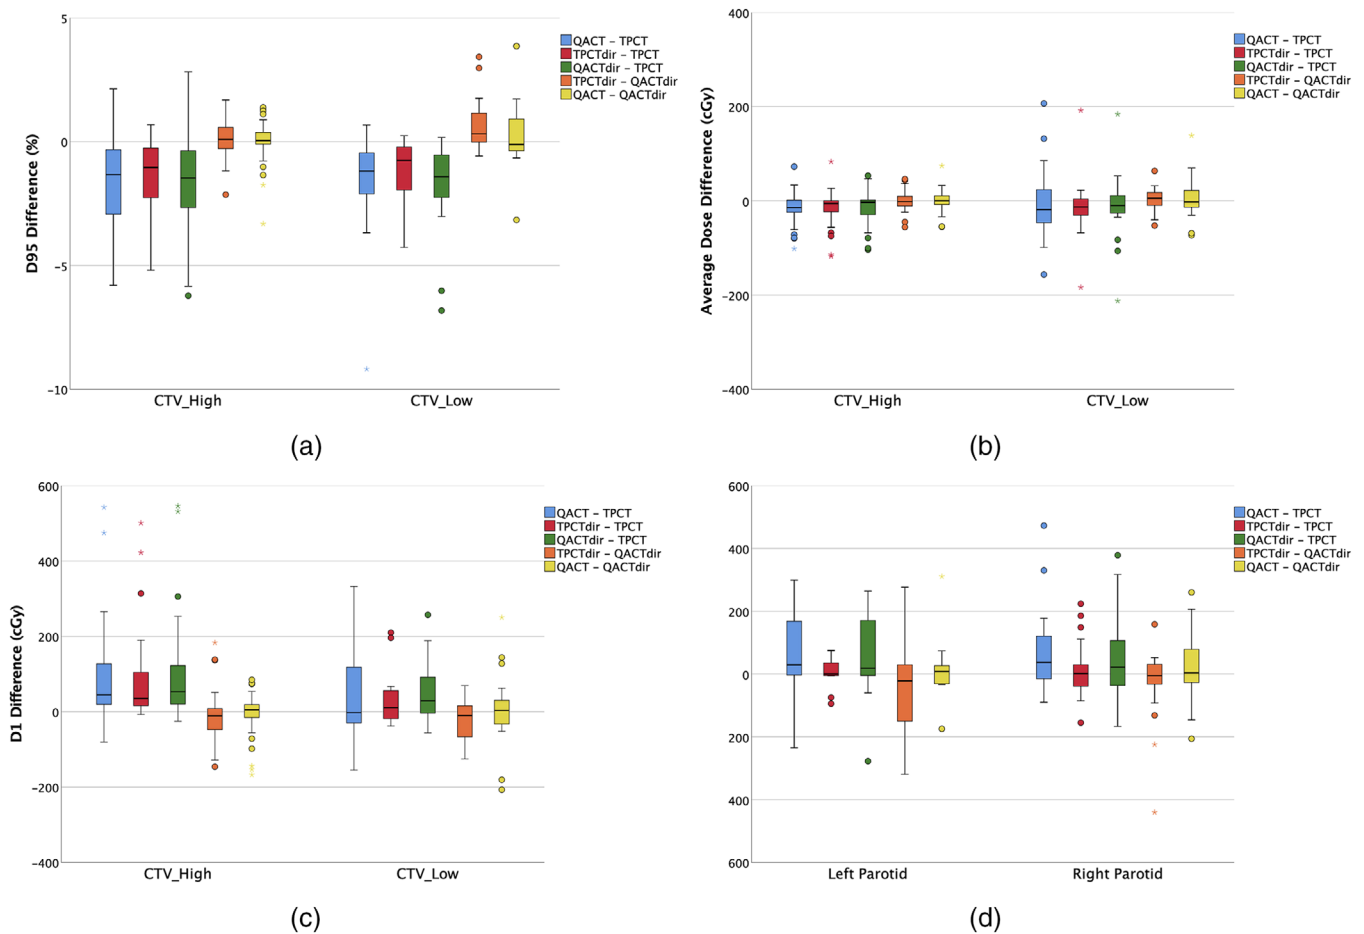 5
0
−5
−10
D95 Difference (%)
QACT − TPCT
TPCTdir − TPCT
QACTdir − TPCT
TPCTdir − QACTdir
QACT − QACTdir
CTV_High
CTV_Low
(a)
400
200
0
−200
−400
Average Dose Difference (cGy)
QACT − TPCT
TPCTdir − TPCT
QACTdir − TPCT
TPCTdir − QACTdir
QACT − QACTdir
CTV_High
CTV_Low
(b)
600
400
200
0
−200
−400
D1 Difference (cGy)
QACT − TPCT
TPCTdir − TPCT
QACTdir − TPCT
TPCTdir − QACTdir
QACT − QACTdir
CTV_High
CTV_Low
(c)
600
400
200
0
200
400
600
QACT − TPCT
TPCTdir − TPCT
QACTdir − TPCT
TPCTdir − QACTdir
QACT − QACTdir
Left Parotid
Right Parotid
(d)